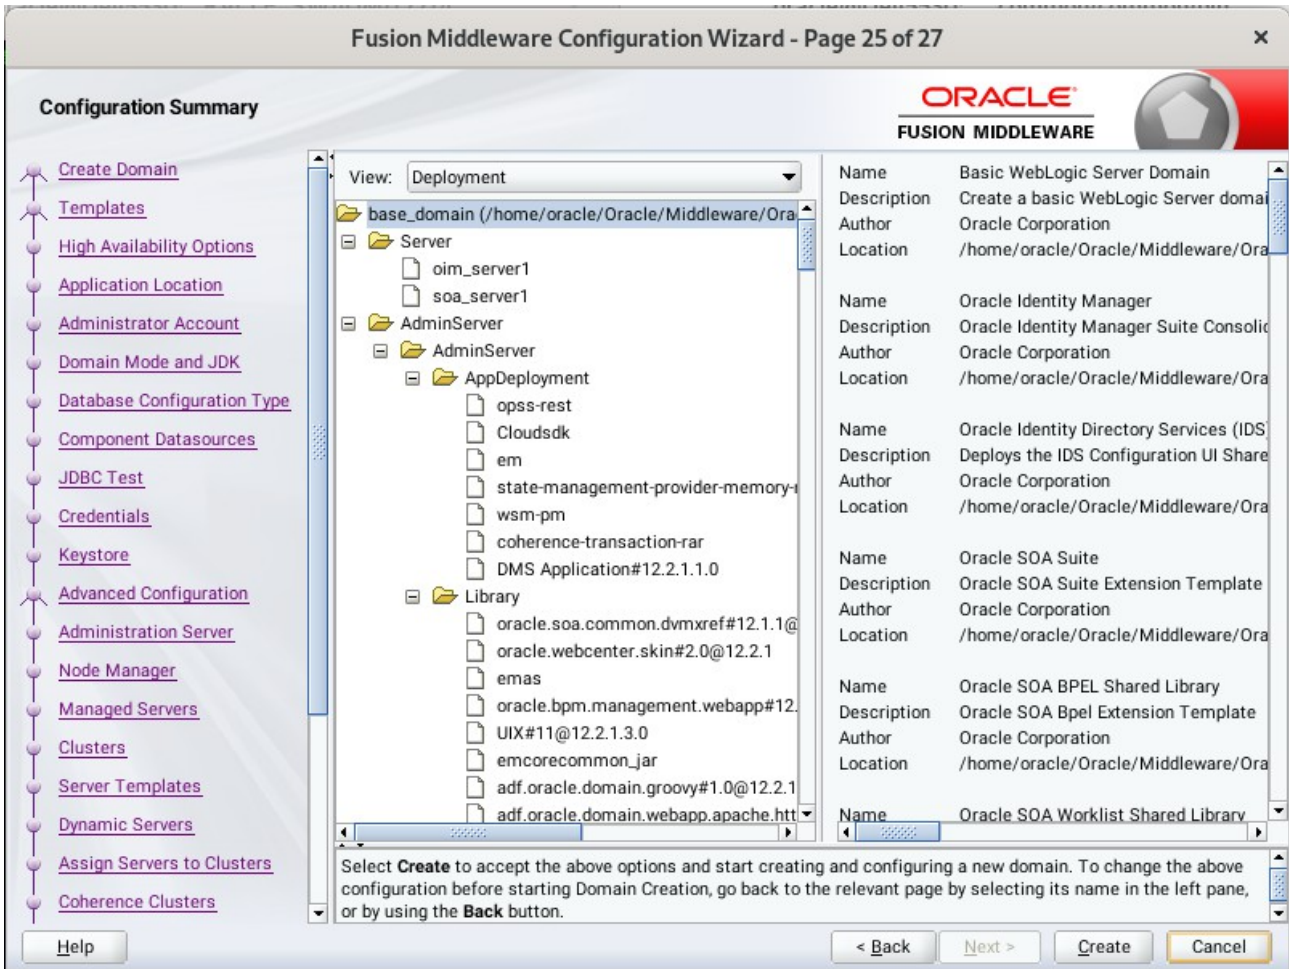 Fusion Middleware Configuration Wizard - Page 25 of 27
×
Configuration Summary
ORACLE
FUSION MIDDLEWARE
Create Domain
Templates
High Availability Options
Application Location
Administrator Account
Domain Mode and JDK
Database Configuration Type
Component Datasources
JDBC Test
Credentials
Keystore
Advanced Configuration
Administration Server
Node Manager
Managed Servers
Clusters
Server Templates
Dynamic Servers
Assign Servers to Clusters
Coherence Clusters
View: Deployment
base_domain (/home/oracle/Oracle/Middleware/Ora
Server
oim_server1
soa_server1
AdminServer
AdminServer
AppDeployment
opss-rest
Cloudsdk
em
state-management-provider-memory-
wsm-pm
coherence-transaction-rar
DMS Application#12.2.1.1.0
Library
oracle.soa.common.dvmxref#12.1.1@
oracle.webcenter.skin#2.0@12.2.1
emas
oracle.bpm.management.webapp#12.
UIX#11@12.2.1.3.0
emcorecommon_jar
adf.oracle.domain.groovy#1.0@12.2.1
adf.oracle.domain.webapp.apache.htt
Name Basic WebLogic Server Domain
Description Create a basic WebLogic Server domai
Author Oracle Corporation
Location /home/oracle/Oracle/Middleware/Ora
Name Oracle Identity Manager
Description Oracle Identity Manager Suite Consolid
Author Oracle Corporation
Location /home/oracle/Oracle/Middleware/Ora
Name Oracle Identity Directory Services (IDS)
Description Deploys the IDS Configuration UI Share
Author Oracle Corporation
Location /home/oracle/Oracle/Middleware/Ora
Name Oracle SOA Suite
Description Oracle SOA Suite Extension Template
Author Oracle Corporation
Location /home/oracle/Oracle/Middleware/Ora
Name Oracle SOA BPEL Shared Library
Description Oracle SOA Bpel Extension Template
Author Oracle Corporation
Location /home/oracle/Oracle/Middleware/Ora
Name Oracle SOA Worklist Shared Library
Select Create to accept the above options and start creating and configuring a new domain. To change the above
configuration before starting Domain Creation, go back to the relevant page by selecting its name in the left pane,
or by using the Back button.
Help
< Back
Next >
Create
Cancel